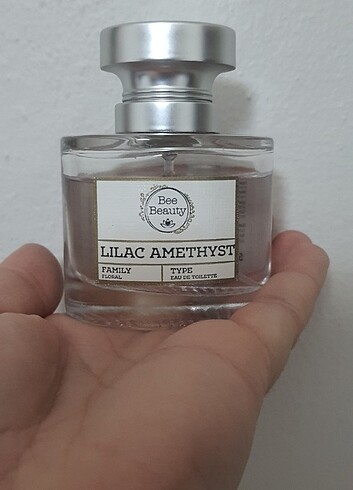 Bee
Beauty
LILAC AMETHYST
FAMILY
FLORAL
TYPE
EAU DE TOILETTE